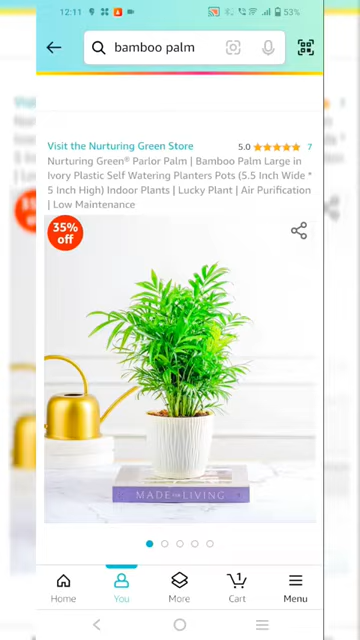 12:11
53%
bamboo palm
Visit the Nurturing Green Store
5.0
7
Nurturing Green® Parlor Palm | Bamboo Palm Large in
Ivory Plastic Self Watering Planters Pots (5.5 Inch Wide *
5 Inch High) Indoor Plants | Lucky Plant | Air Purification
| Low Maintenance
35%
off
MADE FOR LIVING
1
Home
You
More
Cart
Menu